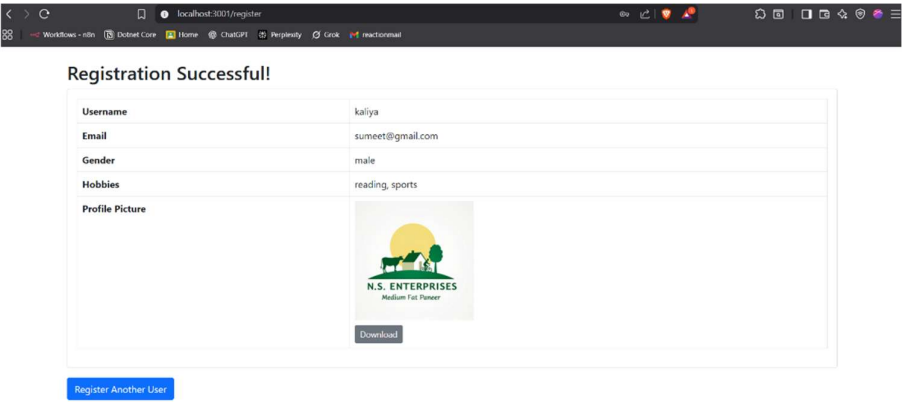 localhost:3001/register
Workflows - n8n Dotnet Core Home ChatGPT Perplexity Grok reactionmail
Registration Successful!
Username kaliya
Email sumeet@gmail.com
Gender male
Hobbies reading, sports
Profile Picture
N.S. ENTERPRISES
Medium Fat Paneer
Download
Register Another User